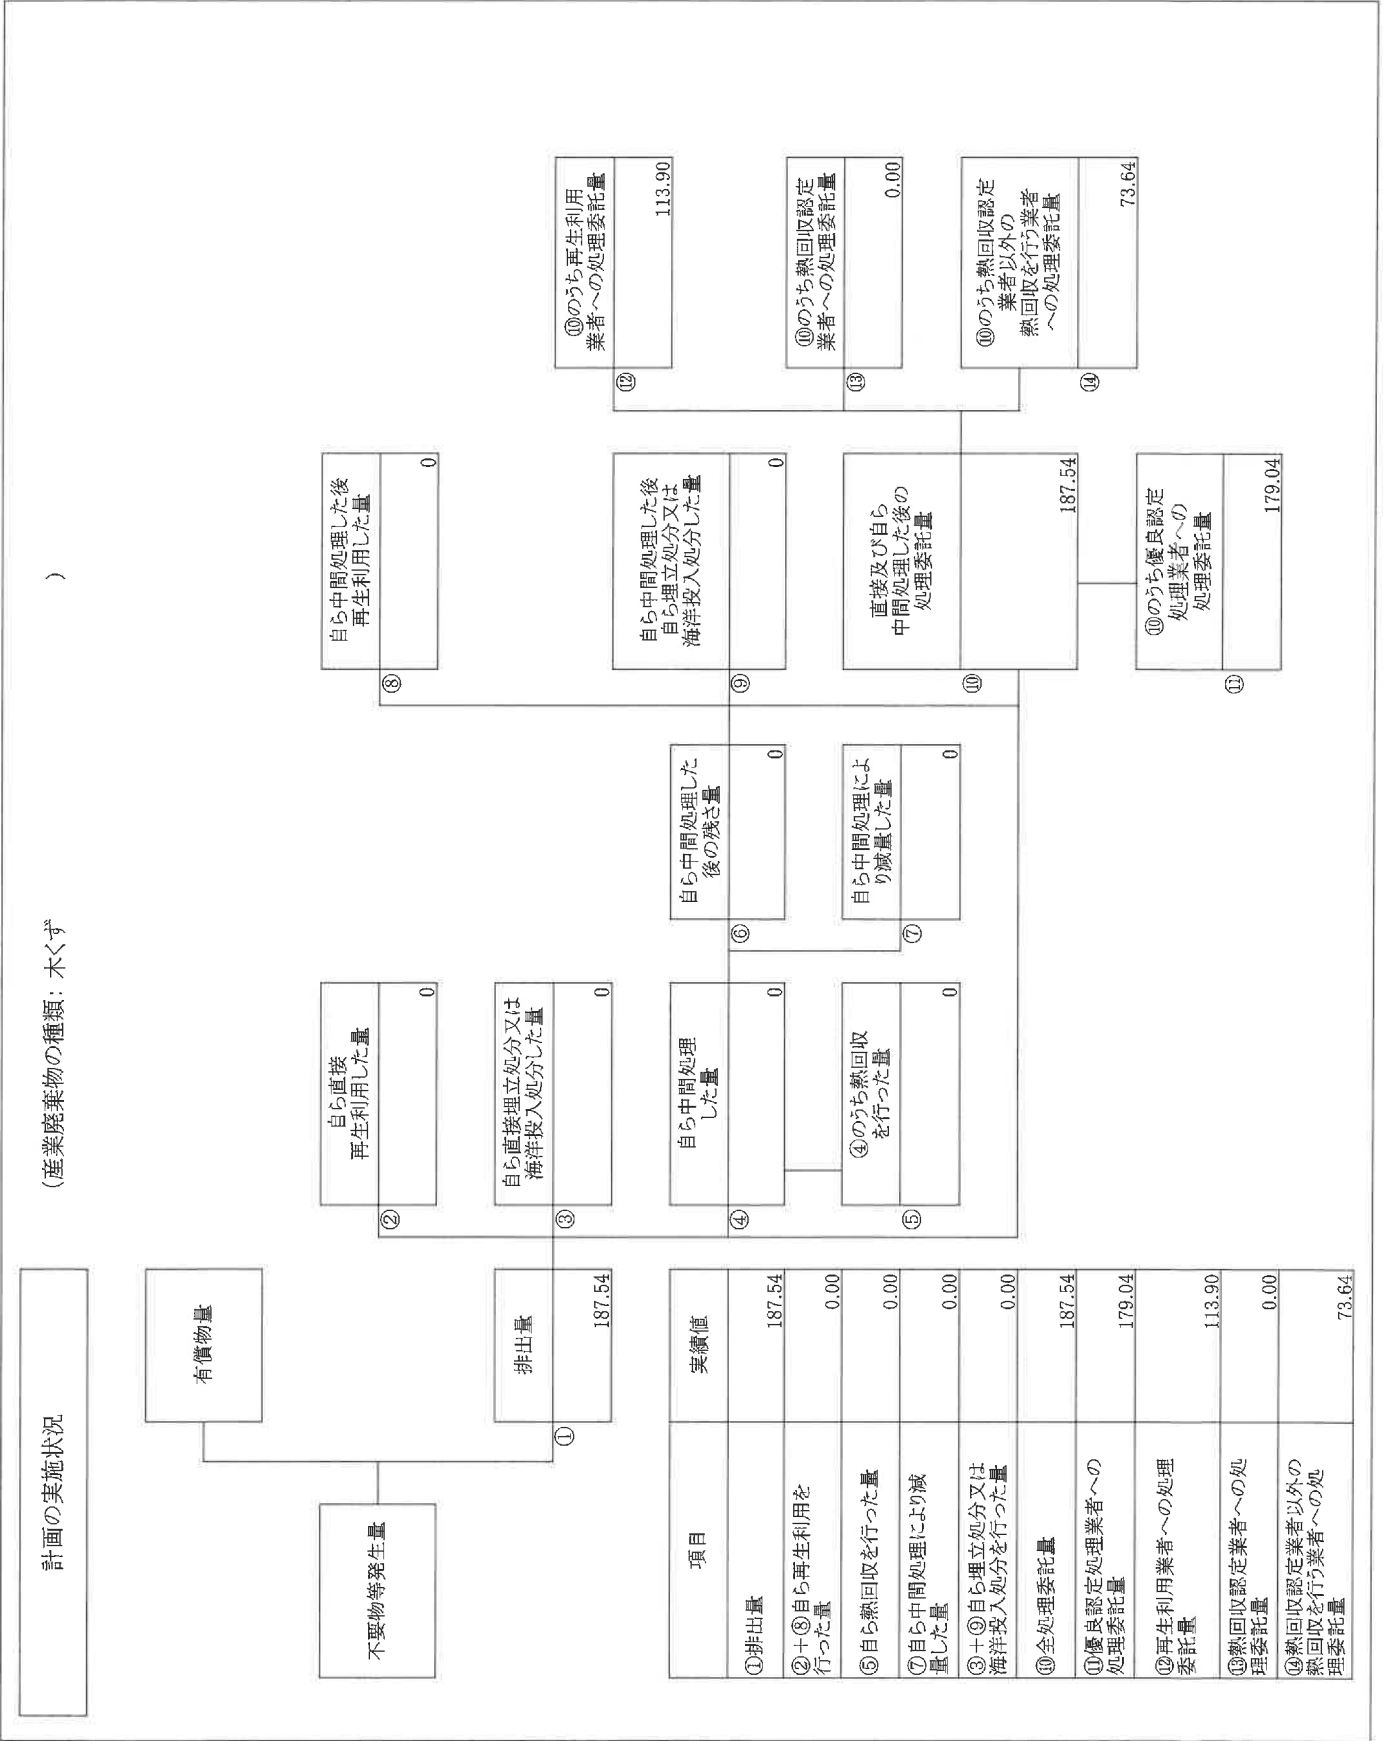 計画の実施状況
(産業廃棄物の種類: 木くず
)
不要物等発生量
有償物量
①
排出量
187.54
②
自ら直接
再生利用した量
0
③
自ら直接埋立処分又は
海洋投入処分した量
0
④
自ら中間処理
した量
0
⑤
④のうち熱回収
を行った量
0
⑥
自ら中間処理した
後の残さ量
0
⑦
自ら中間処理によ
り減量した量
0
⑧
自ら中間処理した後
再生利用した量
0
⑨
自ら中間処理した後
自ら埋立処分又は
海洋投入処分した量
0
⑩
直接及び自ら
中間処理した後の
処理委託量
187.54
⑪
⑩のうち優良認定
処理業者への
処理委託量
179.04
⑫
⑩のうち再生利用
業者への処理委託量
113.90
⑬
⑩のうち熱回収認定
業者への処理委託量
0.00
⑭
⑩のうち熱回収認定
業者以外の
熱回収を行う業者
への処理委託量
73.64
項目
実績値
①排出量
187.54
②+⑧自ら再生利用を
行った量
0.00
⑤自ら熱回収を行った量
0.00
⑦自ら中間処理により減
量した量
0.00
③+⑨自ら埋立処分又は
海洋投入処分を行った量
0.00
⑩全処理委託量
187.54
⑪優良認定処理業者への
処理委託量
179.04
⑫再生利用業者への処理
委託量
113.90
⑬熱回収認定業者への処
理委託量
0.00
⑭熱回収認定業者以外の
熱回収を行う業者への処
理委託量
73.64